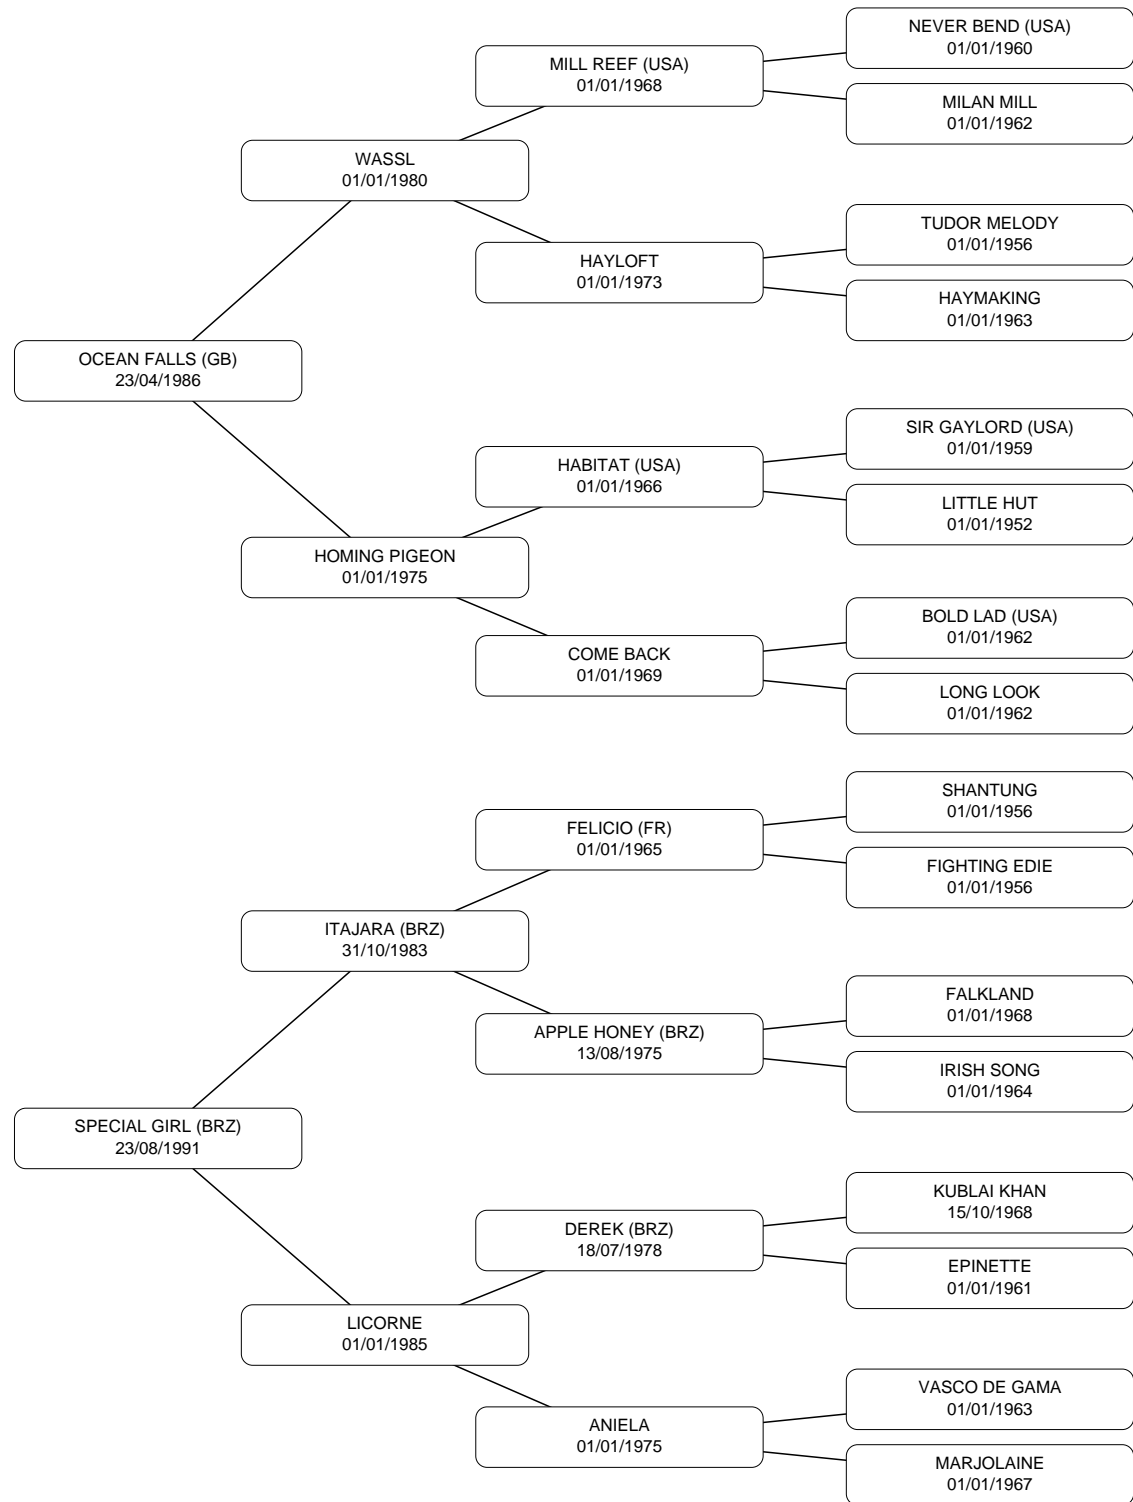 NEVER BEND (USA)
01/01/1960
MILL REEF (USA)
01/01/1968
MILAN MILL
01/01/1962
WASSL
01/01/1980
TUDOR MELODY
01/01/1956
HAYLOFT
01/01/1973
HAYMAKING
01/01/1963
OCEAN FALLS (GB)
23/04/1986
SIR GAYLORD (USA)
01/01/1959
HABITAT (USA)
01/01/1966
LITTLE HUT
01/01/1952
HOMING PIGEON
01/01/1975
BOLD LAD (USA)
01/01/1962
COME BACK
01/01/1969
LONG LOOK
01/01/1962
SHANTUNG
01/01/1956
FELICIO (FR)
01/01/1965
FIGHTING EDIE
01/01/1956
ITAJARA (BRZ)
31/10/1983
FALKLAND
01/01/1968
APPLE HONEY (BRZ)
13/08/1975
IRISH SONG
01/01/1964
SPECIAL GIRL (BRZ)
23/08/1991
KUBLAI KHAN
15/10/1968
DEREK (BRZ)
18/07/1978
EPINETTE
01/01/1961
LICORNE
01/01/1985
VASCO DE GAMA
01/01/1963
ANIELA
01/01/1975
MARJOLAINE
01/01/1967